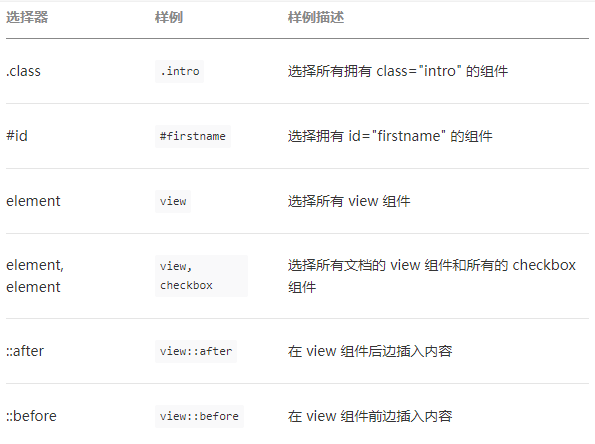 选择器 样例 样例描述
.class .intro 选择所有拥有 class="intro" 的组件
#id #firstname 选择拥有 id="firstname" 的组件
element view 选择所有 view 组件
element, view, 选择所有文档的 view 组件和所有的 checkbox
element checkbox 组件
::after view::after 在 view 组件后边插入内容
::before view::before 在 view 组件前边插入内容